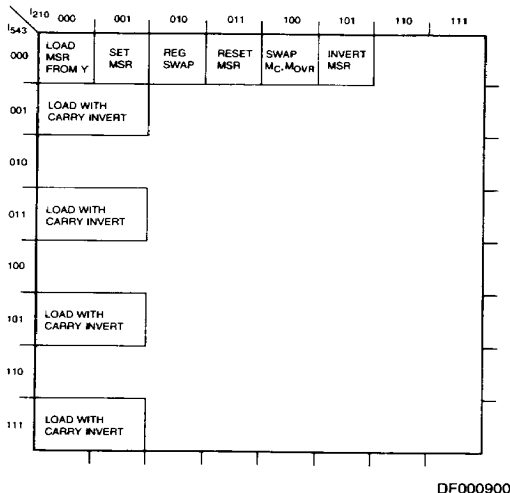 I210 000 001 010 011 100 101 110 111
I543
000 LOAD MSR FROM Y SET MSR REG SWAP RESET MSR SWAP MC, MOVR INVERT MSR
001 LOAD WITH CARRY INVERT
010
011 LOAD WITH CARRY INVERT
100
101 LOAD WITH CARRY INVERT
110
111 LOAD WITH CARRY INVERT
DF000900